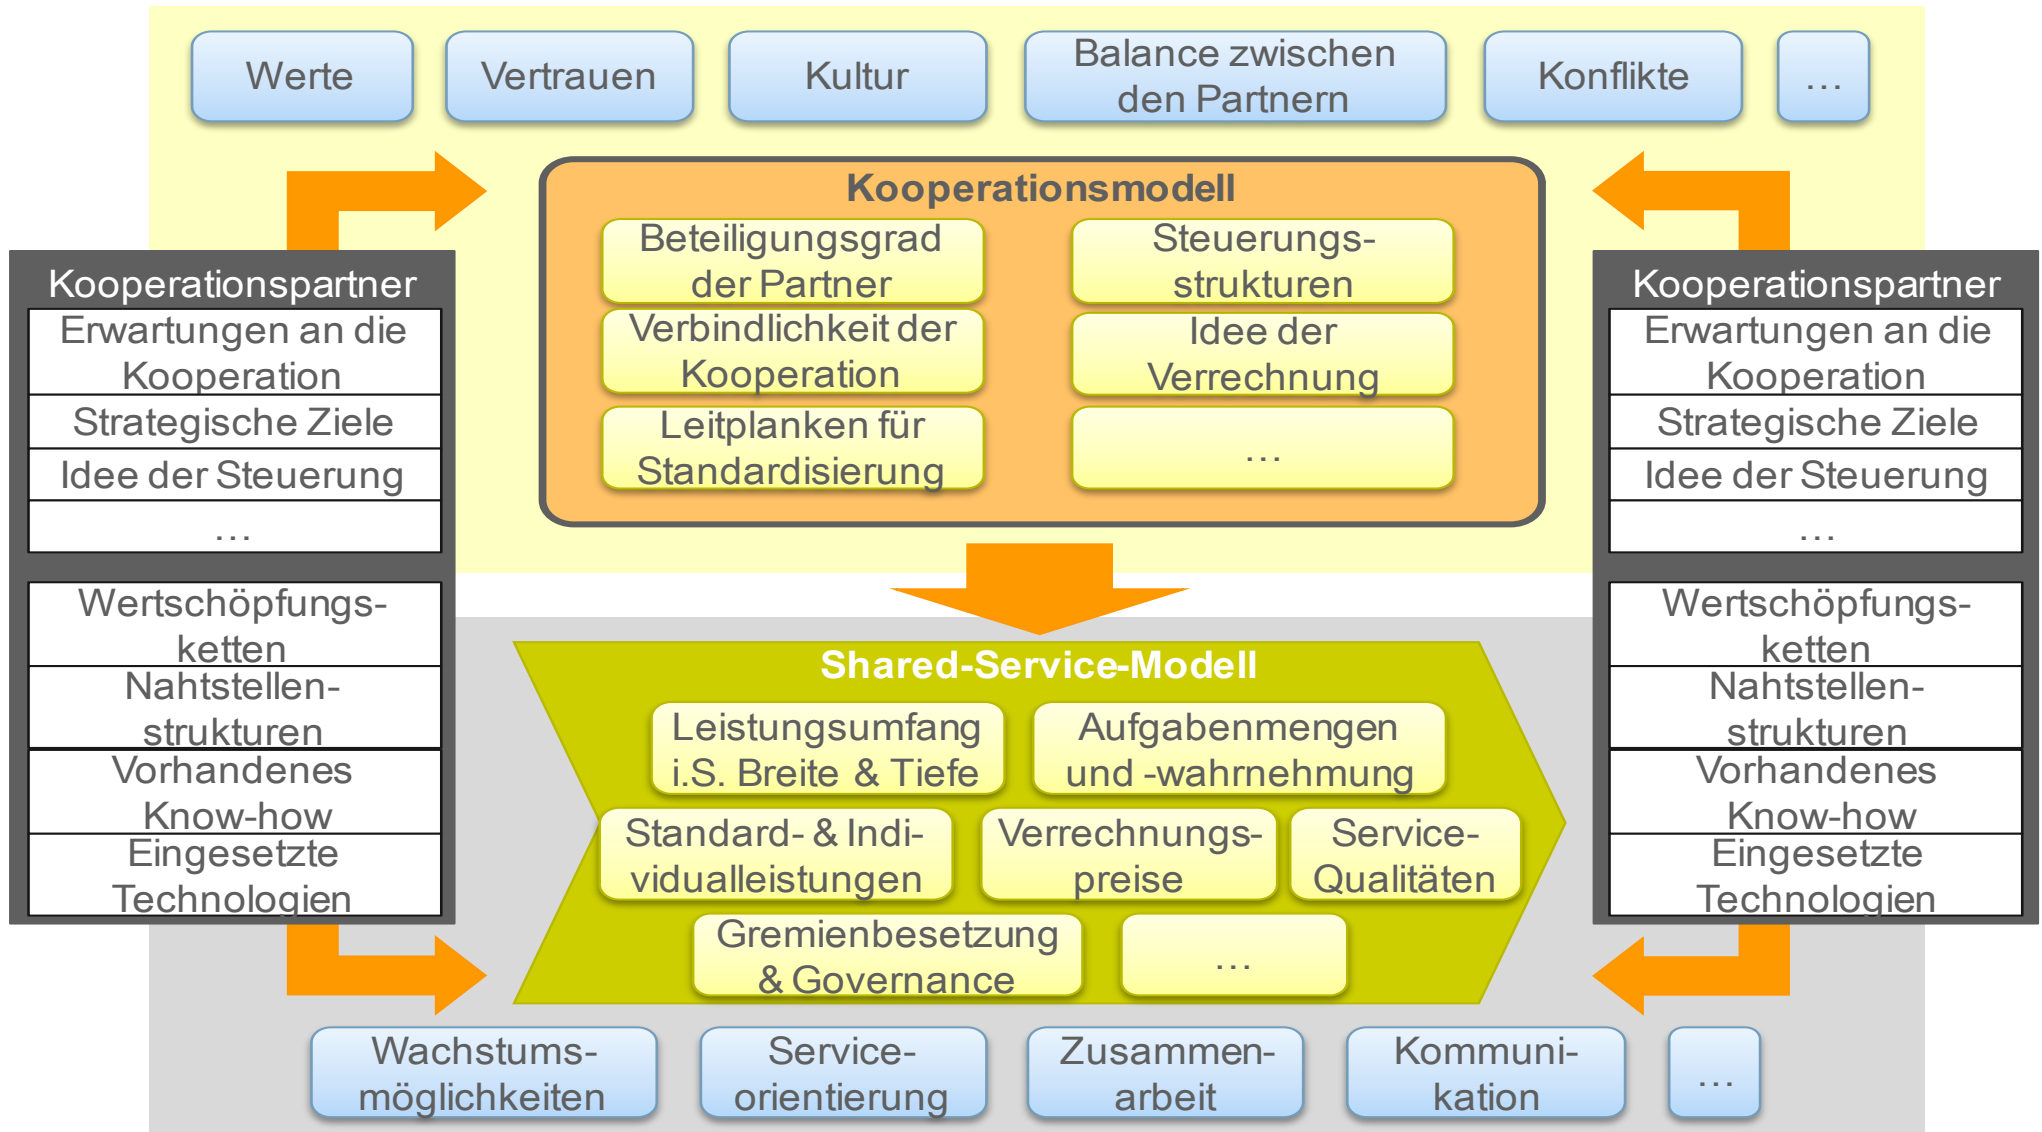 Werte
Vertrauen
Kultur
Balance zwischen
den Partnern
Konflikte
...
Kooperationsmodell
Beteiligungsgrad
der Partner
Steuerungs-
strukturen
Verbindlichkeit der
Kooperation
Idee der
Verrechnung
Leitplanken für
Standardisierung
...
Kooperationspartner
Erwartungen an die
Kooperation
Strategische Ziele
Idee der Steuerung
...
Wertschöpfungs-
ketten
Nahtstellen-
strukturen
Vorhandenes
Know-how
Eingesetzte
Technologien
Kooperationspartner
Erwartungen an die
Kooperation
Strategische Ziele
Idee der Steuerung
...
Wertschöpfungs-
ketten
Nahtstellen-
strukturen
Vorhandenes
Know-how
Eingesetzte
Technologien
Shared-Service-Modell
Leistungsumfang
i.S. Breite & Tiefe
Aufgabenmengen
und -wahrnehmung
Standard- & Indi-
vidualleistungen
Verrechnungs-
preise
Service-
Qualitäten
Gremienbesetzung
& Governance
...
Wachstums-
möglichkeiten
Service-
orientierung
Zusammen-
arbeit
Kommuni-
kation
...